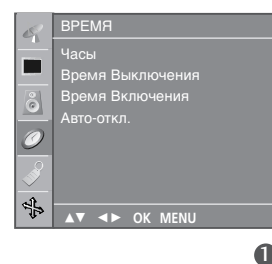 ВРЕМЯ
Часы
Время Выключения
Время Включения
Авто-откл.
▲▼ ◄► OK MENU
1